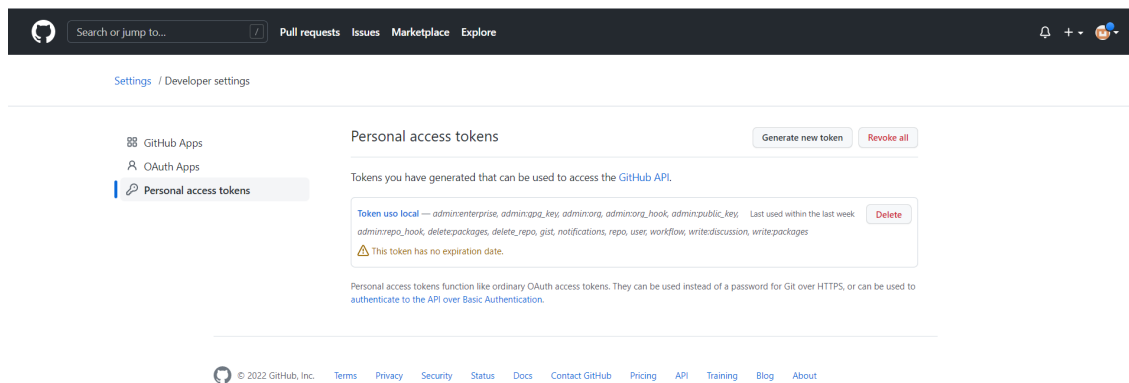 Search or jump to... / Pull requests Issues Marketplace Explore
Settings / Developer settings
GitHub Apps
OAuth Apps
Personal access tokens
Personal access tokens
Generate new token
Revoke all
Tokens you have generated that can be used to access the GitHub API.
Token uso local — admin:enterprise, admin:gpg_key, admin:org, admin:org_hook, admin:public_key,
admin:repo_hook, delete:packages, delete_repo, gist, notifications, repo, user, workflow, write:discussion, write:packages
Last used within the last week
Delete
This token has no expiration date.
Personal access tokens function like ordinary OAuth access tokens. They can be used instead of a password for Git over HTTPS, or can be used to
authenticate to the API over Basic Authentication.
© 2022 GitHub, Inc. Terms Privacy Security Status Docs Contact GitHub Pricing API Training Blog About